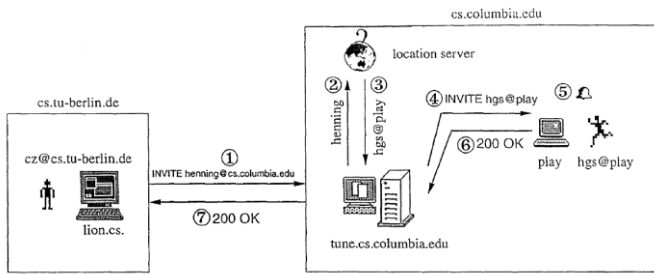 cs.columbia.edu
location server
cs.tu-berlin.de
② ③
henning
hgs@play
④ INVITE hgs@play
⑤
cz@cs.tu-berlin.de
①
INVITE henning@cs.columbia.edu
⑥ 200 OK
play hgs@play
lion.cs.
⑦ 200 OK
tune.cs.columbia.edu